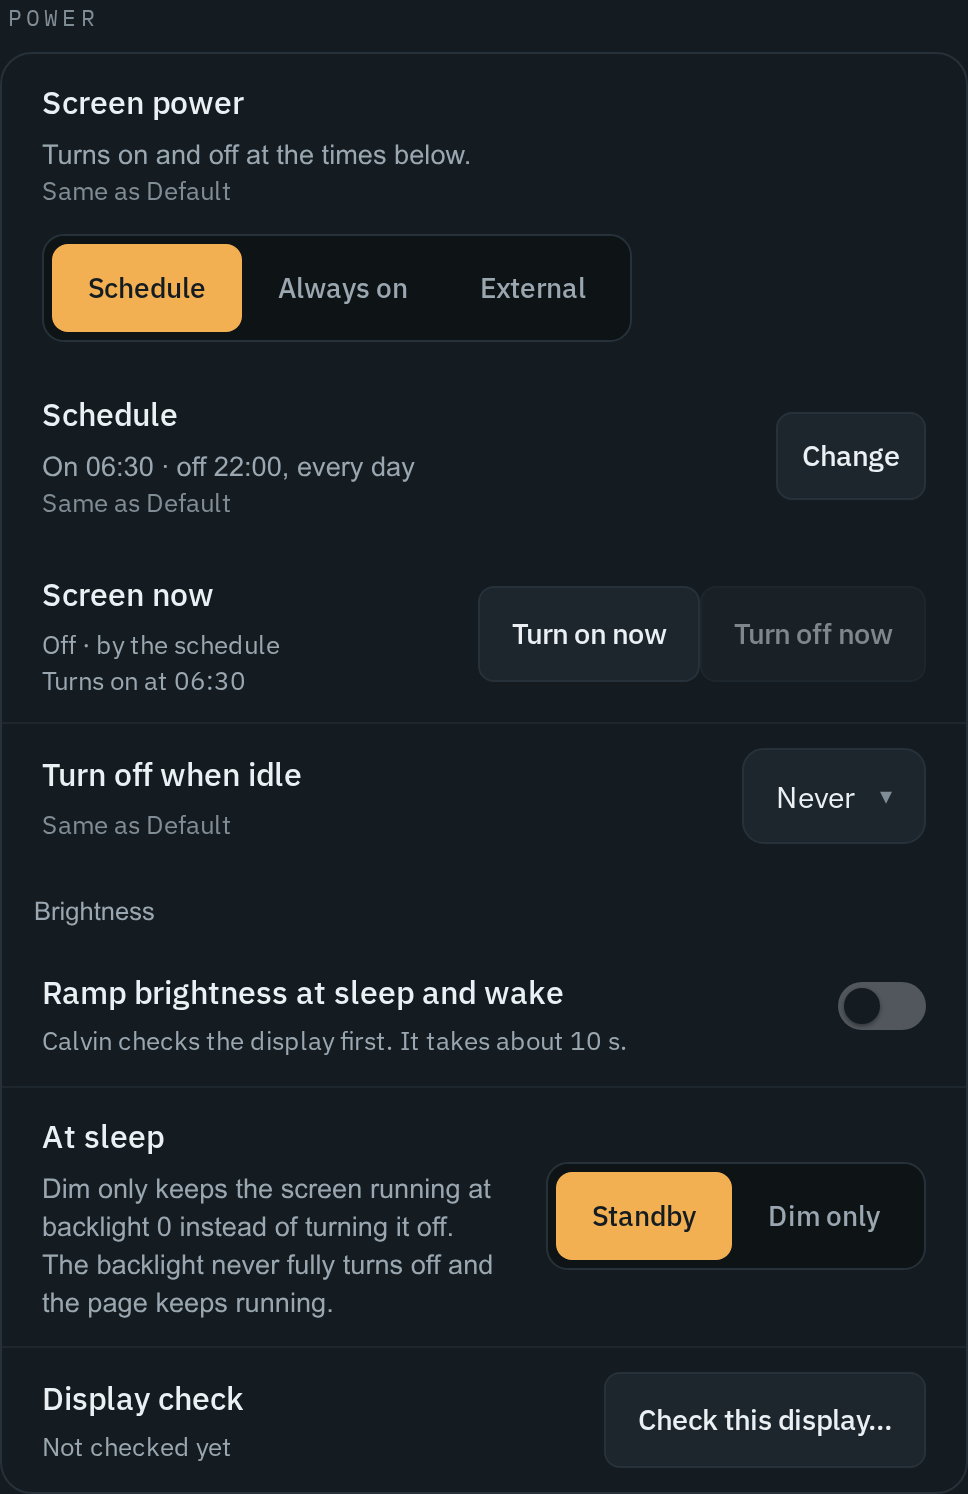 POWER
Screen power
Turns on and off at the times below.
Same as Default
Schedule
Always on
External
Schedule
On 06:30 · off 22:00, every day
Same as Default
Change
Screen now
Off · by the schedule
Turns on at 06:30
Turn on now
Turn off now
Turn off when idle
Same as Default
Never
Brightness
Ramp brightness at sleep and wake
Calvin checks the display first. It takes about 10 s.
At sleep
Dim only keeps the screen running at
backlight 0 instead of turning it off.
The backlight never fully turns off and
the page keeps running.
Standby
Dim only
Display check
Not checked yet
Check this display...